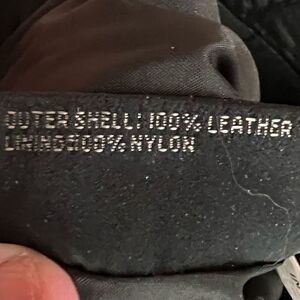 OUTER SHELL: 100% LEATHER
LINING:100% NYLON